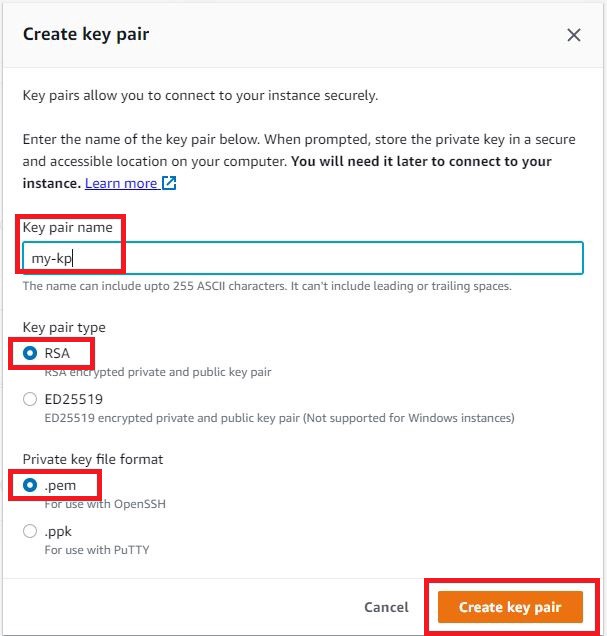 Create key pair
Key pairs allow you to connect to your instance securely.
Enter the name of the key pair below. When prompted, store the private key in a secure
and accessible location on your computer. You will need it later to connect to your
instance. Learn more
Key pair name
my-kp
The name can include upto 255 ASCII characters. It can't include leading or trailing spaces.
Key pair type
RSA
RSA encrypted private and public key pair
ED25519
ED25519 encrypted private and public key pair (Not supported for Windows instances)
Private key file format
.pem
For use with OpenSSH
.ppk
For use with PuTTY
Cancel
Create key pair